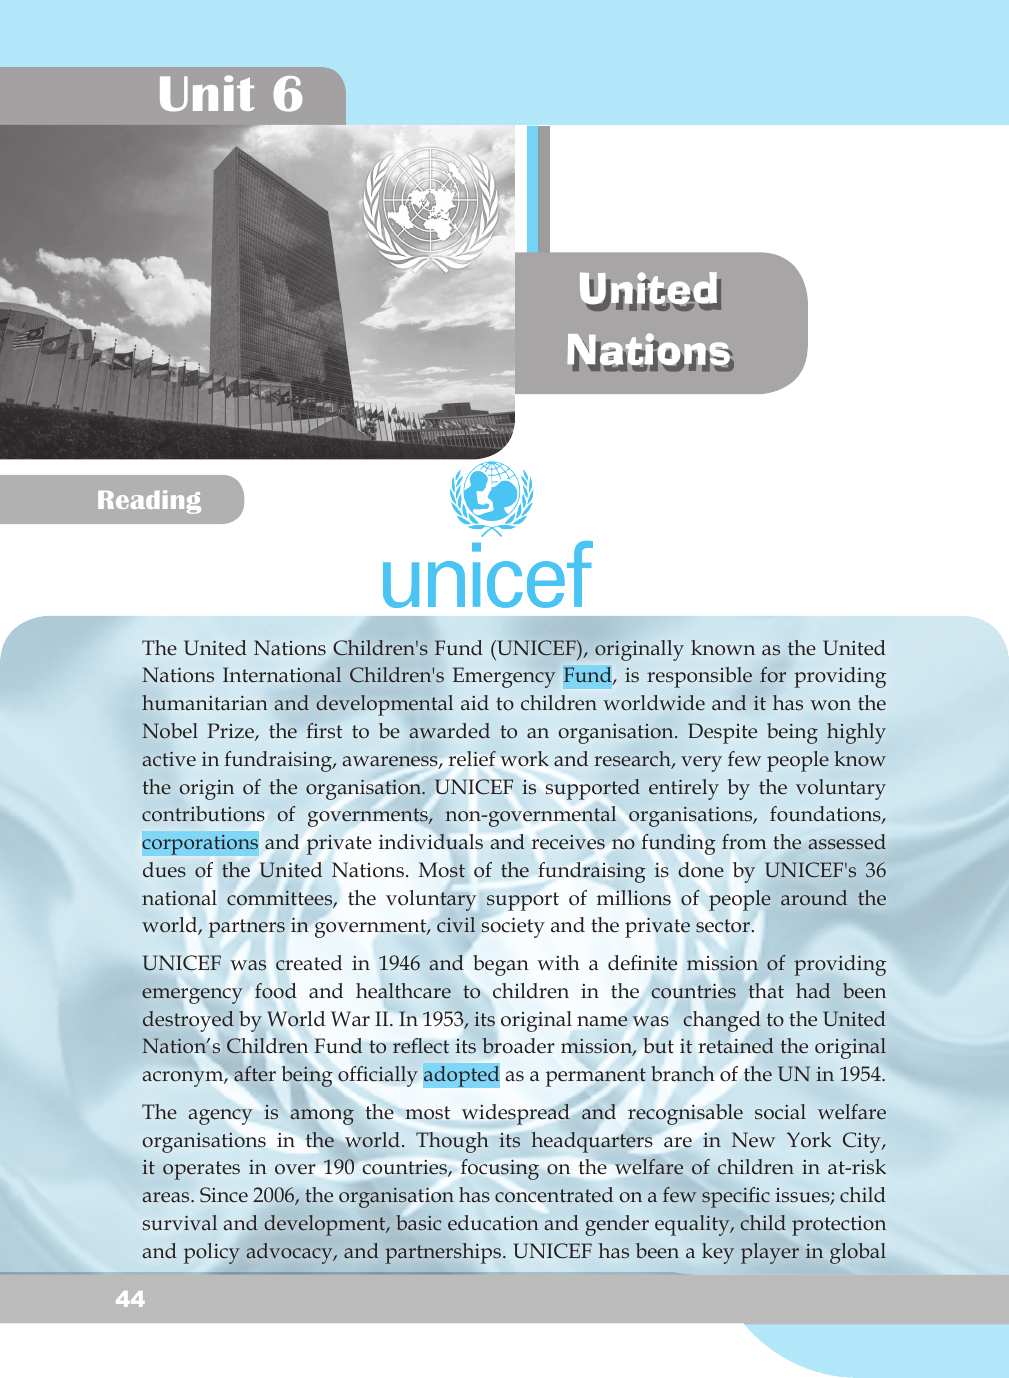 Unit 6
United
Nations
Reading
unicef
The United Nations Children's Fund (UNICEF), originally known as the United
Nations International Children's Emergency Fund, is responsible for providing
humanitarian and developmental aid to children worldwide and it has won the
Nobel Prize, the first to be awarded to an organisation. Despite being highly
active in fundraising, awareness, relief work and research, very few people know
the origin of the organisation. UNICEF is supported entirely by the voluntary
contributions of governments, non-governmental organisations, foundations,
corporations and private individuals and receives no funding from the assessed
dues of the United Nations. Most of the fundraising is done by UNICEF's 36
national committees, the voluntary support of millions of people around the
world, partners in government, civil society and the private sector.
UNICEF was created in 1946 and began with a definite mission of providing
emergency food and healthcare to children in the countries that had been
destroyed by World War II. In 1953, its original name was changed to the United
Nation’s Children Fund to reflect its broader mission, but it retained the original
acronym, after being officially adopted as a permanent branch of the UN in 1954.
The agency is among the most widespread and recognisable social welfare
organisations in the world. Though its headquarters are in New York City,
it operates in over 190 countries, focusing on the welfare of children in at-risk
areas. Since 2006, the organisation has concentrated on a few specific issues; child
survival and development, basic education and gender equality, child protection
and policy advocacy, and partnerships. UNICEF has been a key player in global
44